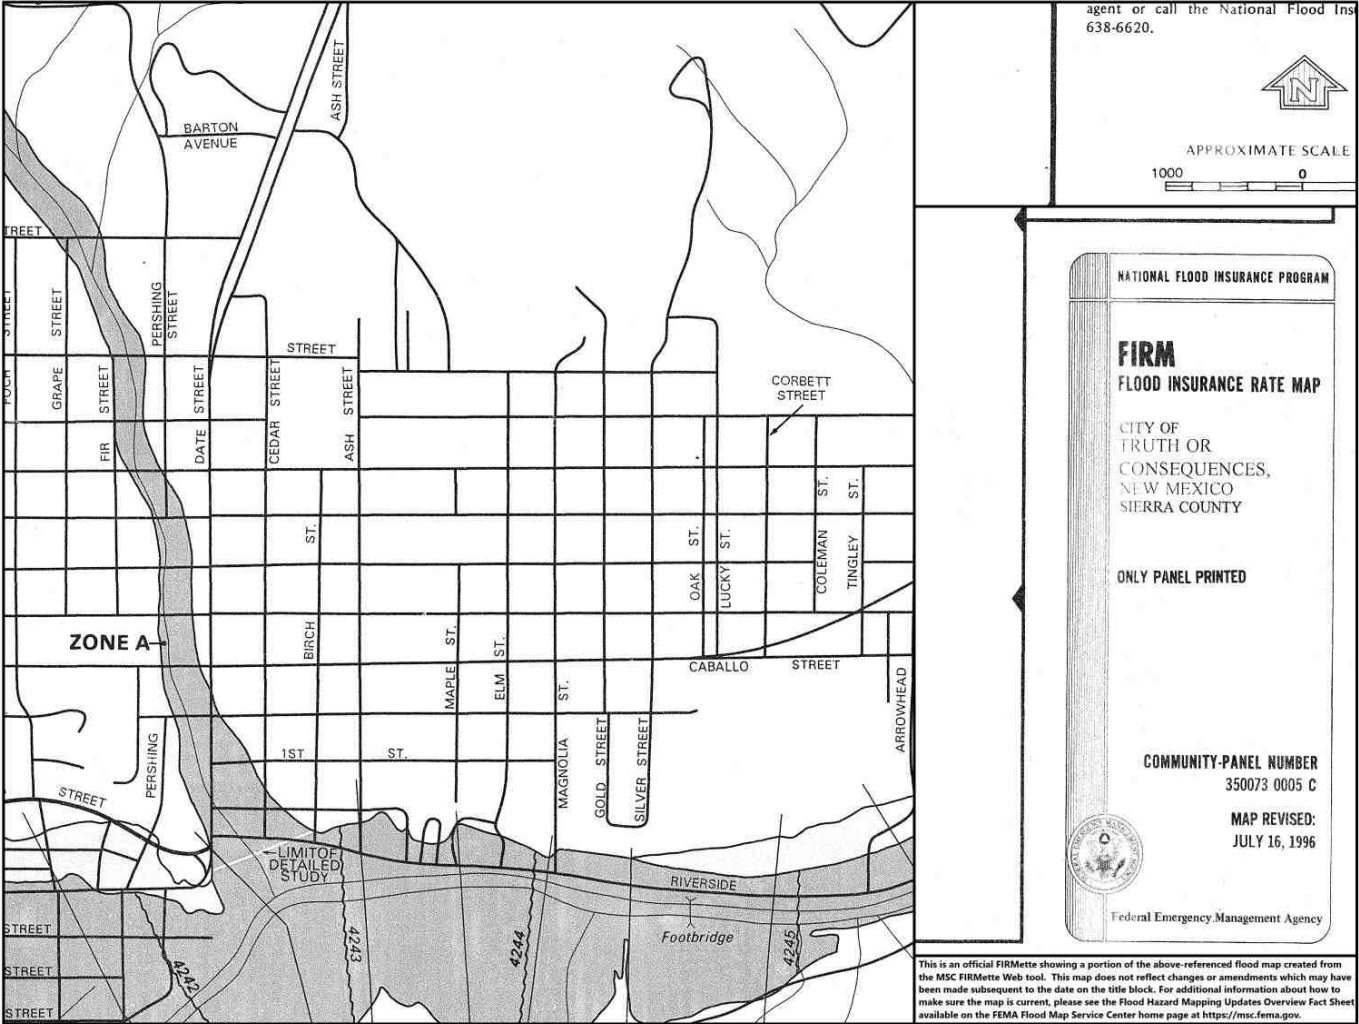 agent or call the National Flood Ins
638-6620.
N
APPROXIMATE SCALE
1000 0
NATIONAL FLOOD INSURANCE PROGRAM
FIRM
FLOOD INSURANCE RATE MAP
CITY OF
TRUTH OR
CONSEQUENCES,
NEW MEXICO
SIERRA COUNTY
ONLY PANEL PRINTED
COMMUNITY-PANEL NUMBER
350073 0005 C
MAP REVISED:
JULY 16, 1996
Federal Emergency Management Agency
This is an official FIRMette showing a portion of the above-referenced flood map created from
the MSC FIRMette Web tool. This map does not reflect changes or amendments which may have
been made subsequent to the date on the title block. For additional information about how to
make sure the map is current, please see the Flood Hazard Mapping Updates Overview Fact Sheet
available on the FEMA Flood Map Service Center home page at https://msc.fema.gov.
ASH STREET
BARTON
AVENUE
TREET
STREET
GRAPE STREET
PERSHING
STREET
FIR STREET
DATE STREET
CEDAR STREET
STREET
ASH STREET
CORBETT
STREET
BIRCH ST.
MAPLE ST.
ELM ST.
OAK ST.
LUCKY ST.
COLEMAN ST.
TINGLEY ST.
ZONE A
CABALLO STREET
ARROWHEAD
PERSHING
1ST ST.
MAGNOLIA ST.
GOLD STREET
SILVER STREET
STREET
LIMIT OF
DETAILED
STUDY
RIVERSIDE
Footbridge
4242
4243
4244
4245
STREET
STREET
STREET